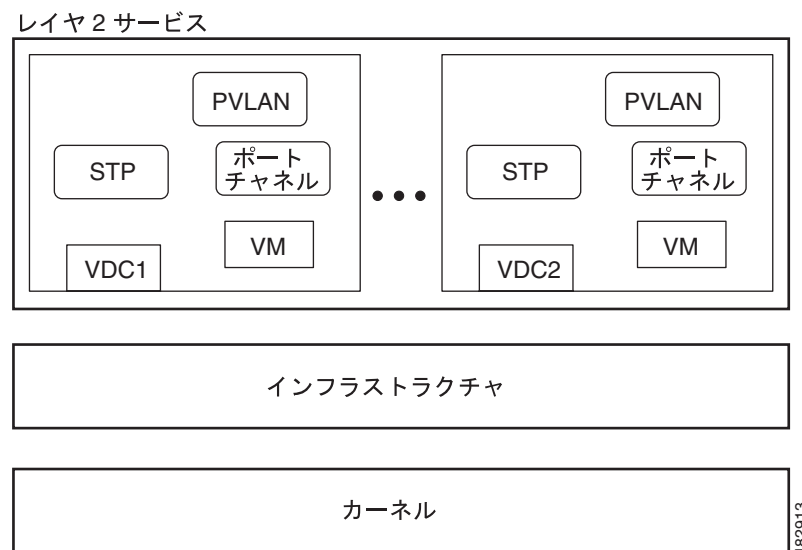 レイヤ 2 サービス
PVLAN
STP
ポート
チャネル
VM
VDC1
PVLAN
STP
ポート
チャネル
VM
VDC2
インフラストラクチャ
カーネル